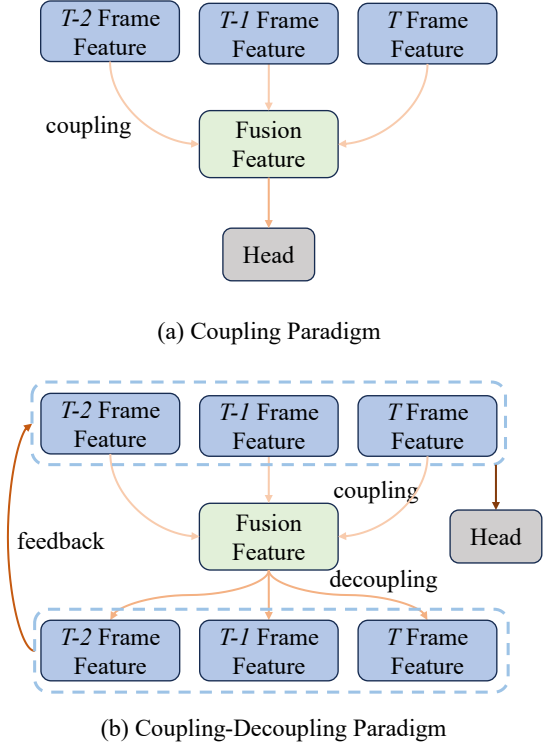 T-2 Frame Feature
T-1 Frame Feature
T Frame Feature
coupling
Fusion Feature
Head
(a) Coupling Paradigm
T-2 Frame Feature
T-1 Frame Feature
T Frame Feature
coupling
Fusion Feature
Head
feedback
decoupling
T-2 Frame Feature
T-1 Frame Feature
T Frame Feature
(b) Coupling-Decoupling Paradigm